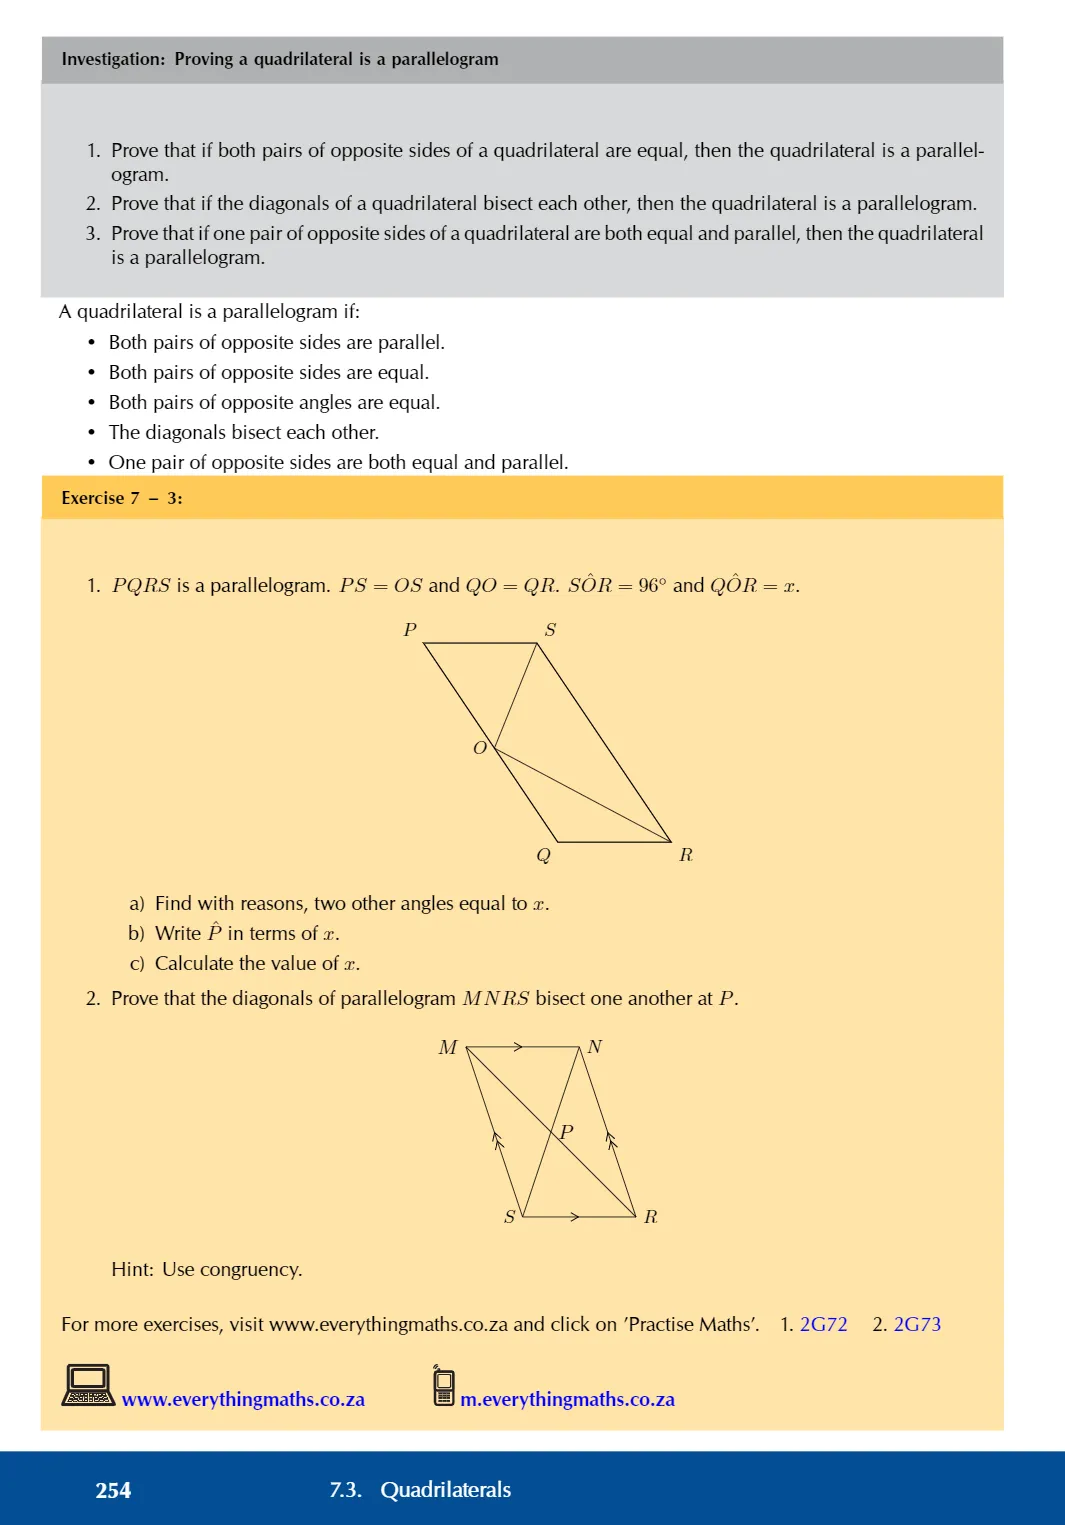 Investigation: Proving a quadrilateral is a parallelogram
1. Prove that if both pairs of opposite sides of a quadrilateral are equal, then the quadrilateral is a parallel-
ogram.
2. Prove that if the diagonals of a quadrilateral bisect each other, then the quadrilateral is a parallelogram.
3. Prove that if one pair of opposite sides of a quadrilateral are both equal and parallel, then the quadrilateral
is a parallelogram.
A quadrilateral is a parallelogram if:
• Both pairs of opposite sides are parallel.
• Both pairs of opposite sides are equal.
• Both pairs of opposite angles are equal.
• The diagonals bisect each other.
• One pair of opposite sides are both equal and parallel.
Exercise 7 – 3:
1. PQRS is a parallelogram. PS = OS and QO = QR. SÔR = 96° and QÔR = x.
P S
O
Q R
a) Find with reasons, two other angles equal to x.
b) Write P̂ in terms of x.
c) Calculate the value of x.
2. Prove that the diagonals of parallelogram MNRS bisect one another at P.
M N
P
S R
Hint: Use congruency.
For more exercises, visit www.everythingmaths.co.za and click on ’Practise Maths’. 1. 2G72 2. 2G73
www.everythingmaths.co.za m.everythingmaths.co.za
254 7.3. Quadrilaterals